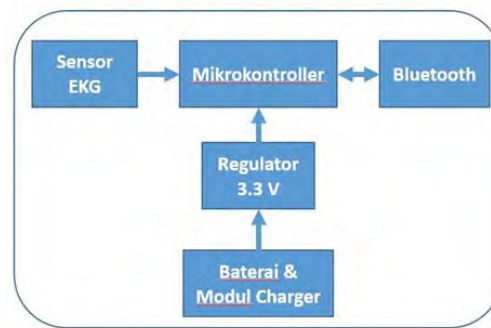 Sensor
EKG
Mikrokontroller
Bluetooth
Regulator
3.3 V
Baterai &
Modul Charger